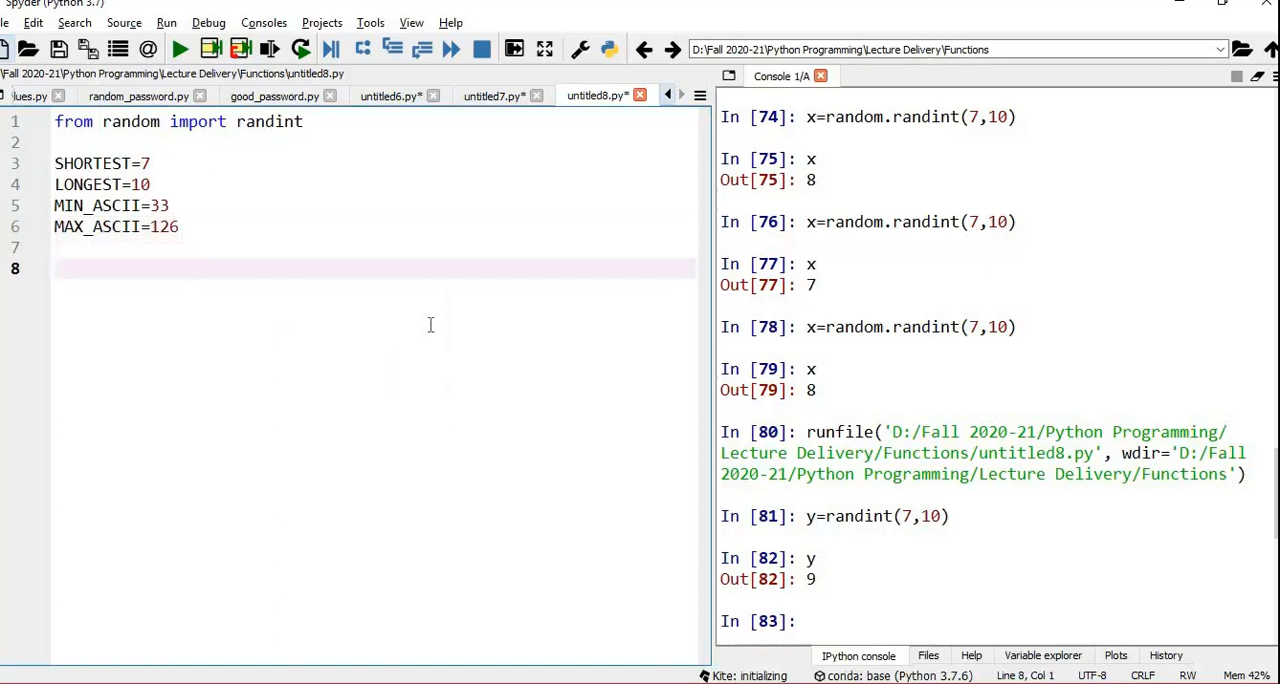 Spyder (Python 3.7)
le Edit Search Source Run Debug Consoles Projects Tools View Help
D:\Fall 2020-21\Python Programming\Lecture Delivery\Functions
\Fall 2020-21\Python Programming\Lecture Delivery\Functions\untitled8.py
lues.py random_password.py good_password.py untitled6.py* untitled7.py* untitled8.py*
1 from random import randint
2
3 SHORTEST=7
4 LONGEST=10
5 MIN_ASCII=33
6 MAX_ASCII=126
7
8
Console 1/A
In [74]: x=random.randint(7,10)
In [75]: x
Out[75]: 8
In [76]: x=random.randint(7,10)
In [77]: x
Out[77]: 7
In [78]: x=random.randint(7,10)
In [79]: x
Out[79]: 8
In [80]: runfile('D:/Fall 2020-21/Python Programming/
Lecture Delivery/Functions/untitled8.py', wdir='D:/Fall
2020-21/Python Programming/Lecture Delivery/Functions')
In [81]: y=randint(7,10)
In [82]: y
Out[82]: 9
In [83]:
IPython console Files Help Variable explorer Plots History
Kite: initializing conda: base (Python 3.7.6) Line 8, Col 1 UTF-8 CRLF RW Mem 42%